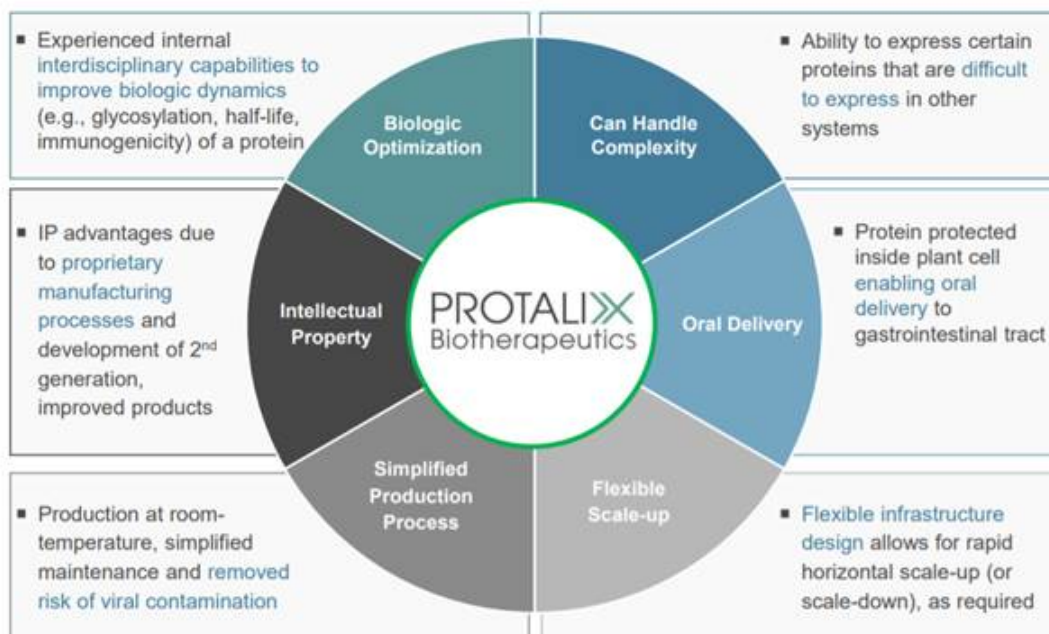 ■ Experienced internal
interdisciplinary capabilities to
improve biologic dynamics
(e.g., glycosylation, half-life,
immunogenicity) of a protein
Biologic
Optimization
Can Handle
Complexity
■ Ability to express certain
proteins that are difficult
to express in other
systems
■ IP advantages due
to proprietary
manufacturing
processes and
development of 2nd
generation,
improved products
Intellectual
Property
PROTALIX
Biotherapeutics
Oral Delivery
■ Protein protected
inside plant cell
enabling oral
delivery to
gastrointestinal tract
■ Production at room-
temperature, simplified
maintenance and removed
risk of viral contamination
Simplified
Production
Process
Flexible
Scale-up
■ Flexible infrastructure
design allows for rapid
horizontal scale-up (or
scale-down), as required